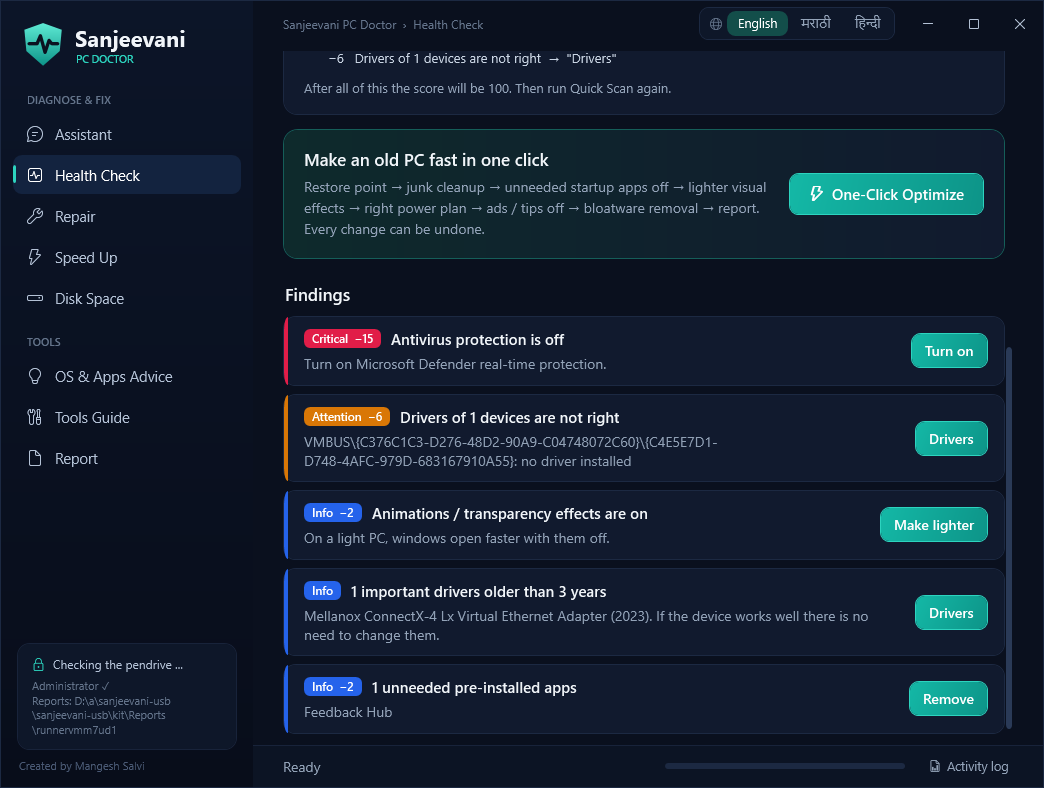 Sanjeevani
PC DOCTOR
DIAGNOSE & FIX
Assistant
Health Check
Repair
Speed Up
Disk Space
TOOLS
OS & Apps Advice
Tools Guide
Report
Checking the pendrive ...
Administrator ✓
Reports: D:\a\sanjeevani-usb
\sanjeevani-usb\kit\Reports
\runnervmm7ud1
Created by Mangesh Salvi
Sanjeevani PC Doctor › Health Check
English मराठी हिन्दी
−6 Drivers of 1 devices are not right → "Drivers"
After all of this the score will be 100. Then run Quick Scan again.
Make an old PC fast in one click
Restore point → junk cleanup → unneeded startup apps off → lighter visual
effects → right power plan → ads / tips off → bloatware removal → report.
Every change can be undone.
One-Click Optimize
Findings
Critical −15 Antivirus protection is off
Turn on Microsoft Defender real-time protection.
Turn on
Attention −6 Drivers of 1 devices are not right
VMBUS\{C376C1C3-D276-48D2-90A9-C04748072C60}\{C4E5E7D1-
D748-4AFC-979D-683167910A55}: no driver installed
Drivers
Info −2 Animations / transparency effects are on
On a light PC, windows open faster with them off.
Make lighter
Info 1 important drivers older than 3 years
Mellanox ConnectX-4 Lx Virtual Ethernet Adapter (2023). If the device works well there is no
need to change them.
Drivers
Info −2 1 unneeded pre-installed apps
Feedback Hub
Remove
Ready
Activity log